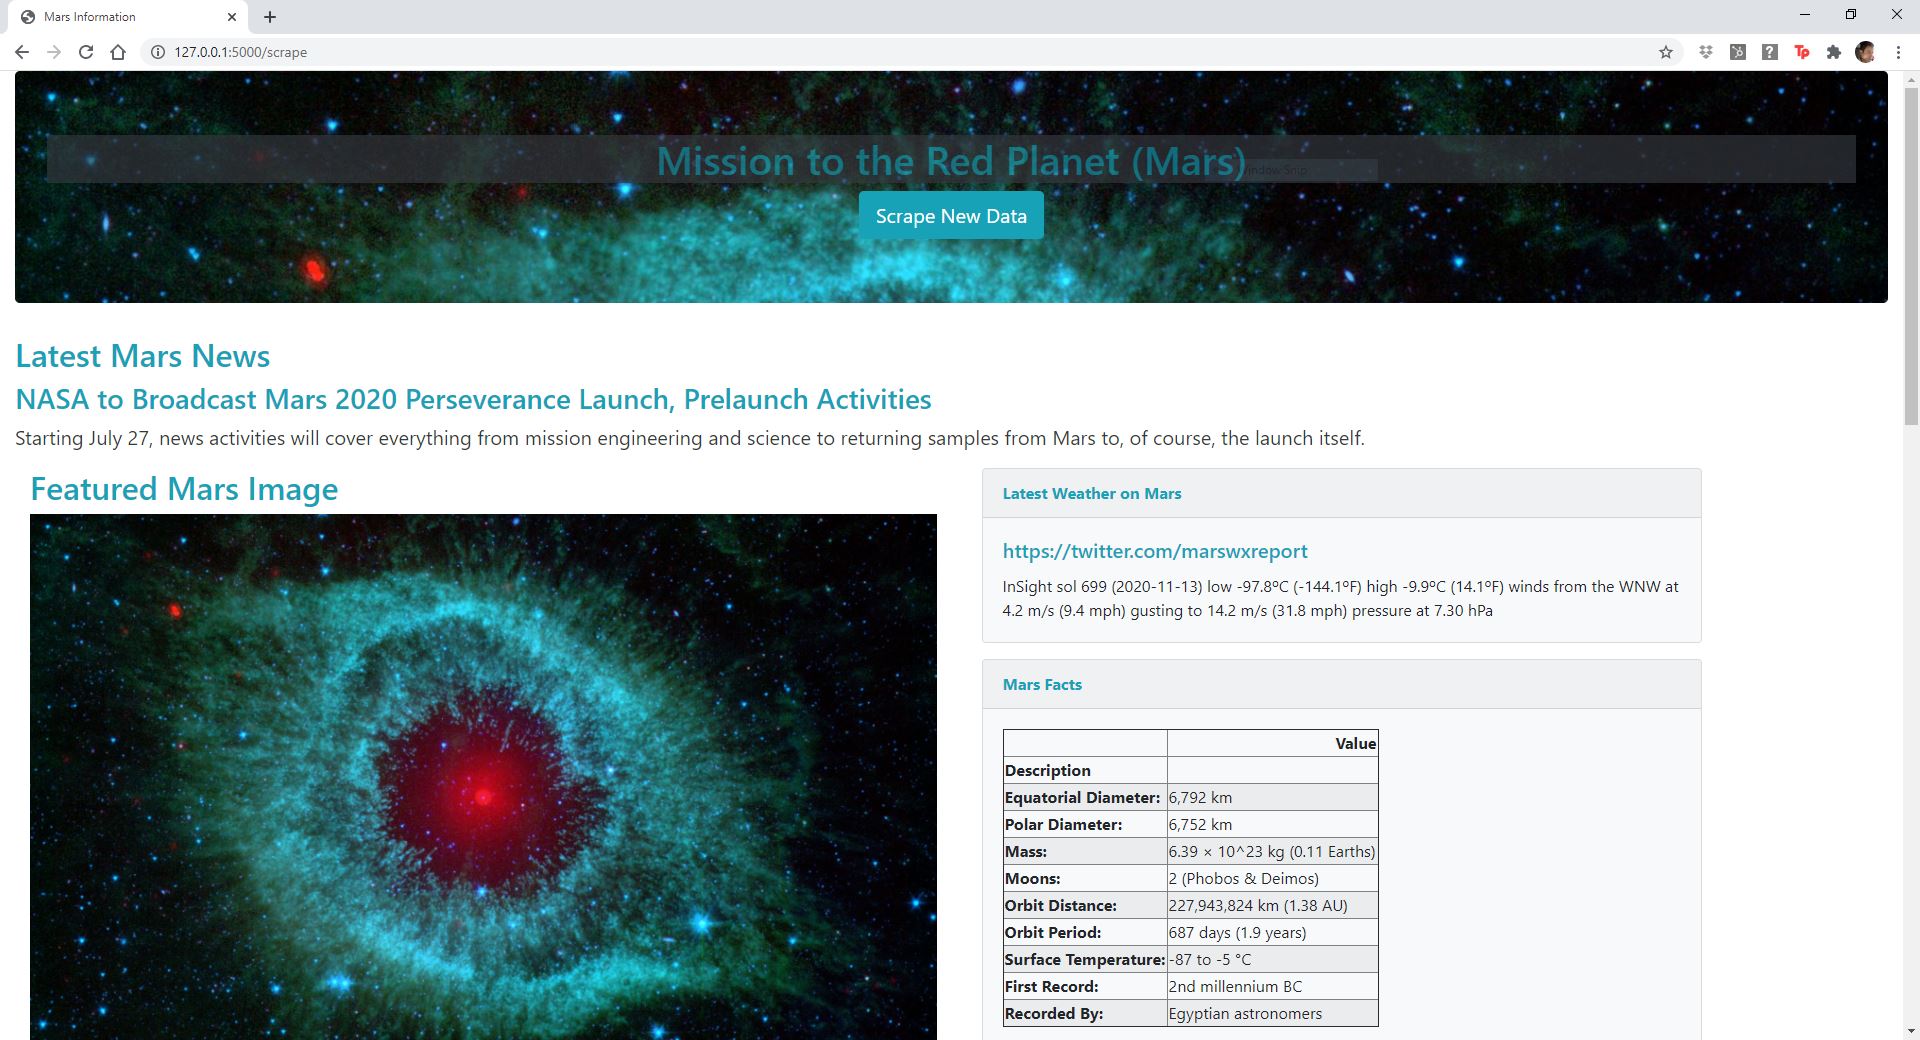 Mars Information
127.0.0.1:5000/scrape
Mission to the Red Planet (Mars)
Window Snip
Scrape New Data
Latest Mars News
NASA to Broadcast Mars 2020 Perseverance Launch, Prelaunch Activities
Starting July 27, news activities will cover everything from mission engineering and science to returning samples from Mars to, of course, the launch itself.
Featured Mars Image
Latest Weather on Mars
https://twitter.com/marswxreport
InSight sol 699 (2020-11-13) low -97.8ºC (-144.1ºF) high -9.9ºC (14.1ºF) winds from the WNW at
4.2 m/s (9.4 mph) gusting to 14.2 m/s (31.8 mph) pressure at 7.30 hPa
Mars Facts
Value
Description
Equatorial Diameter: 6,792 km
Polar Diameter: 6,752 km
Mass: 6.39 × 10^23 kg (0.11 Earths)
Moons: 2 (Phobos & Deimos)
Orbit Distance: 227,943,824 km (1.38 AU)
Orbit Period: 687 days (1.9 years)
Surface Temperature: -87 to -5 °C
First Record: 2nd millennium BC
Recorded By: Egyptian astronomers